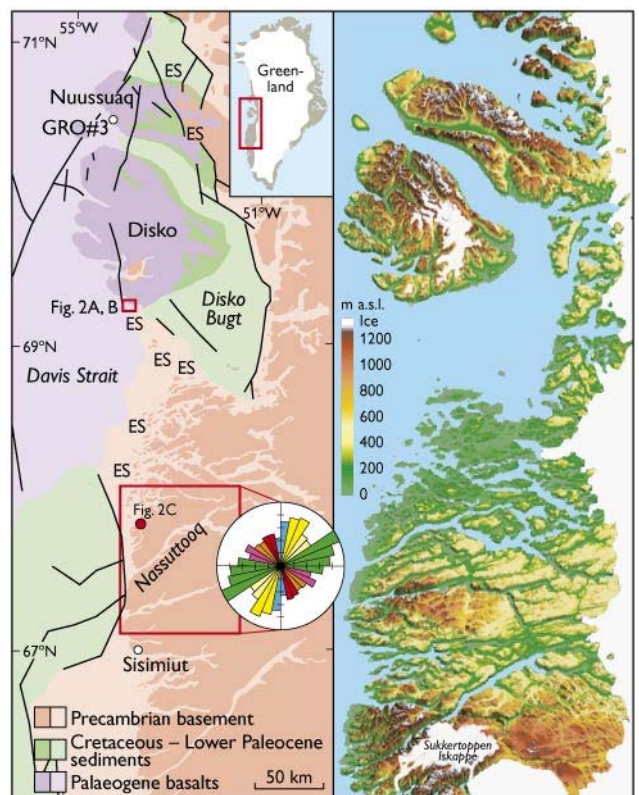 55°W
71°N
ES
Green-
land
Nuussuaq
GRO#3
ES
51°W
Disko
Disko
Bugt
Fig. 2A, B
ES
69°N
ES
ES
Davis Strait
ES
ES
Fig. 2C
Nassuttooq
67°N
Sisimiut
Precambrian basement
Cretaceous – Lower Paleocene
sediments
Palaeogene basalts
50 km
m a.s.l.
Ice
1200
1000
800
600
400
200
0
Sukkertoppen
Iskappe